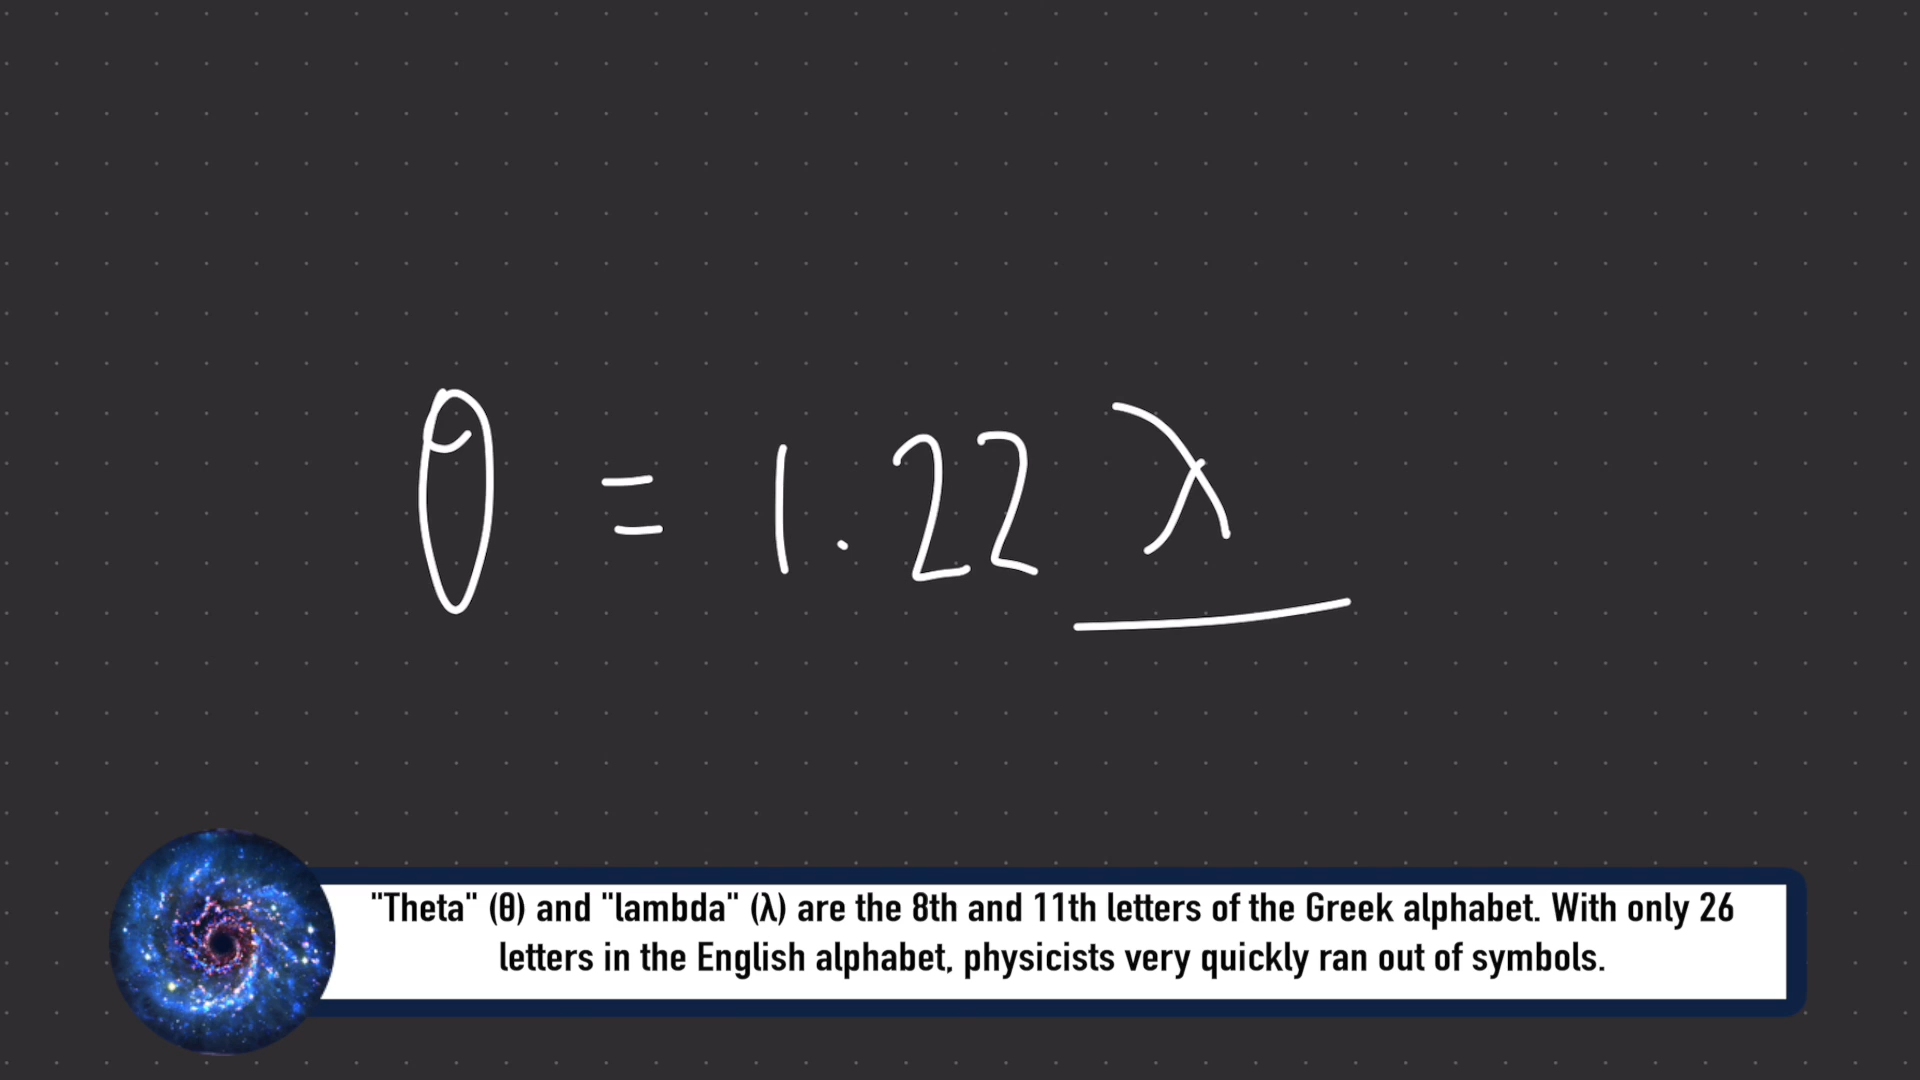 θ = 1.22 λ
"Theta" (θ) and "lambda" (λ) are the 8th and 11th letters of the Greek alphabet. With only 26
letters in the English alphabet, physicists very quickly ran out of symbols.